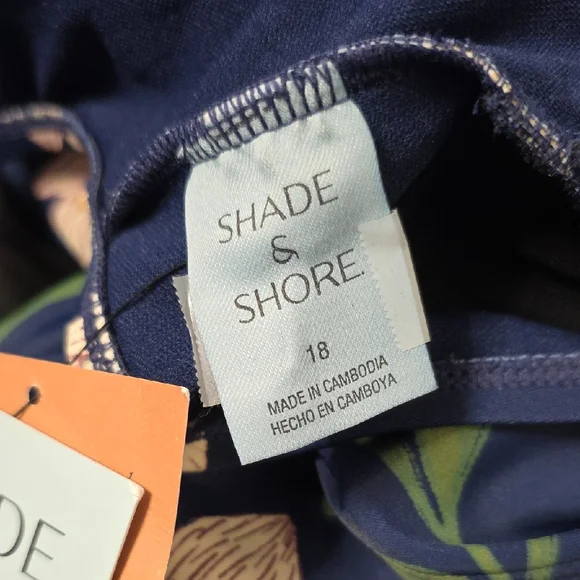 SHADE
&
SHORE
18
MADE IN CAMBODIA
HECHO EN CAMBOYA
DE